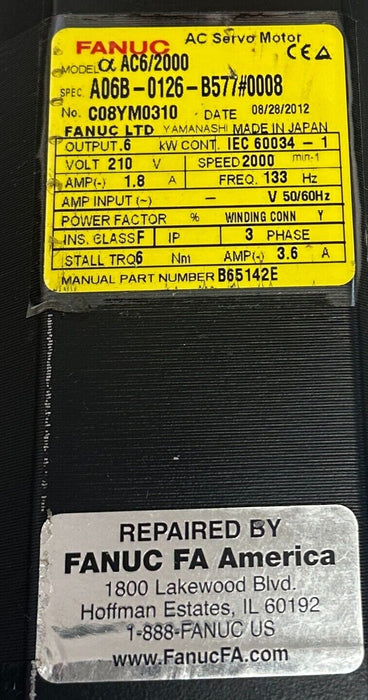 FANUC AC Servo Motor
MODEL α AC6/2000 CE
SPEC. A06B-0126-B577#0008
No. C08YM0310 DATE 08/28/2012
FANUC LTD YAMANASHI MADE IN JAPAN
OUTPUT .6 kW CONT. IEC 60034 - 1
VOLT 210 V SPEED 2000 min-1
AMP(~) 1.8 A FREQ. 133 Hz
AMP INPUT (~) - V 50/60Hz
POWER FACTOR % WINDING CONN Y
INS. CLASS F IP 3 PHASE
STALL TRQ 6 Nm AMP(~) 3.6 A
MANUAL PART NUMBER B65142E
REPAIRED BY
FANUC FA America
1800 Lakewood Blvd.
Hoffman Estates, IL 60192
1-888-FANUC US
www.FanucFA.com